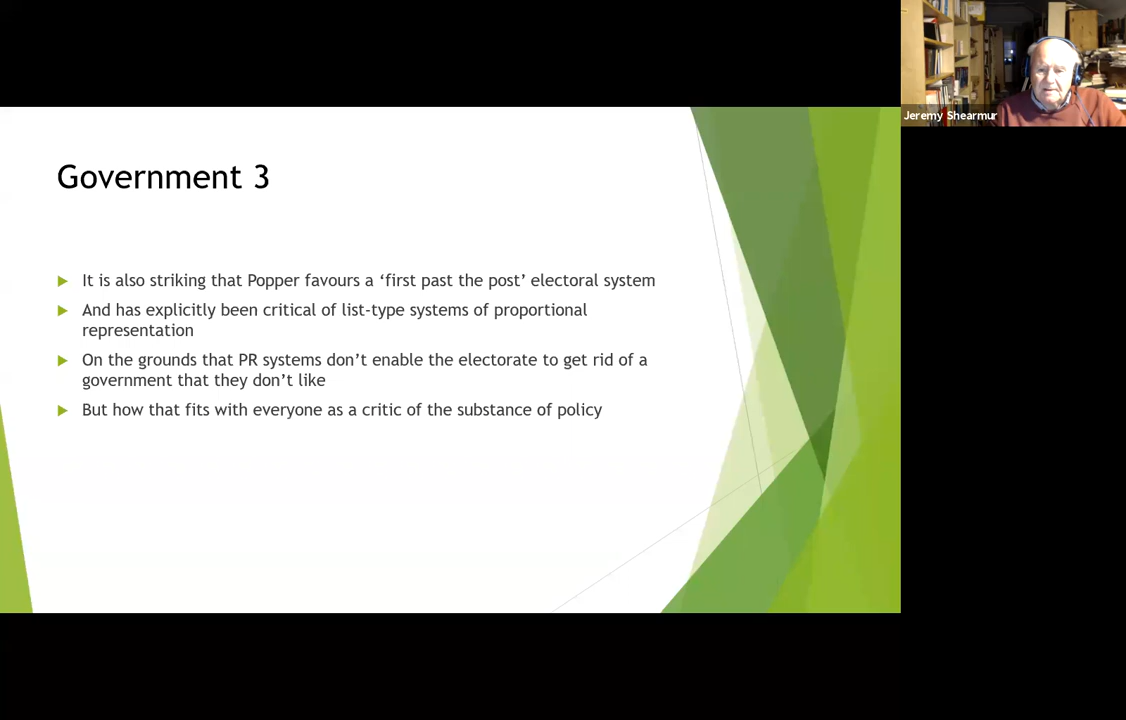 Jeremy Shearmur
Government 3
It is also striking that Popper favours a ‘first past the post’ electoral system
And has explicitly been critical of list-type systems of proportional
representation
On the grounds that PR systems don’t enable the electorate to get rid of a
government that they don’t like
But how that fits with everyone as a critic of the substance of policy